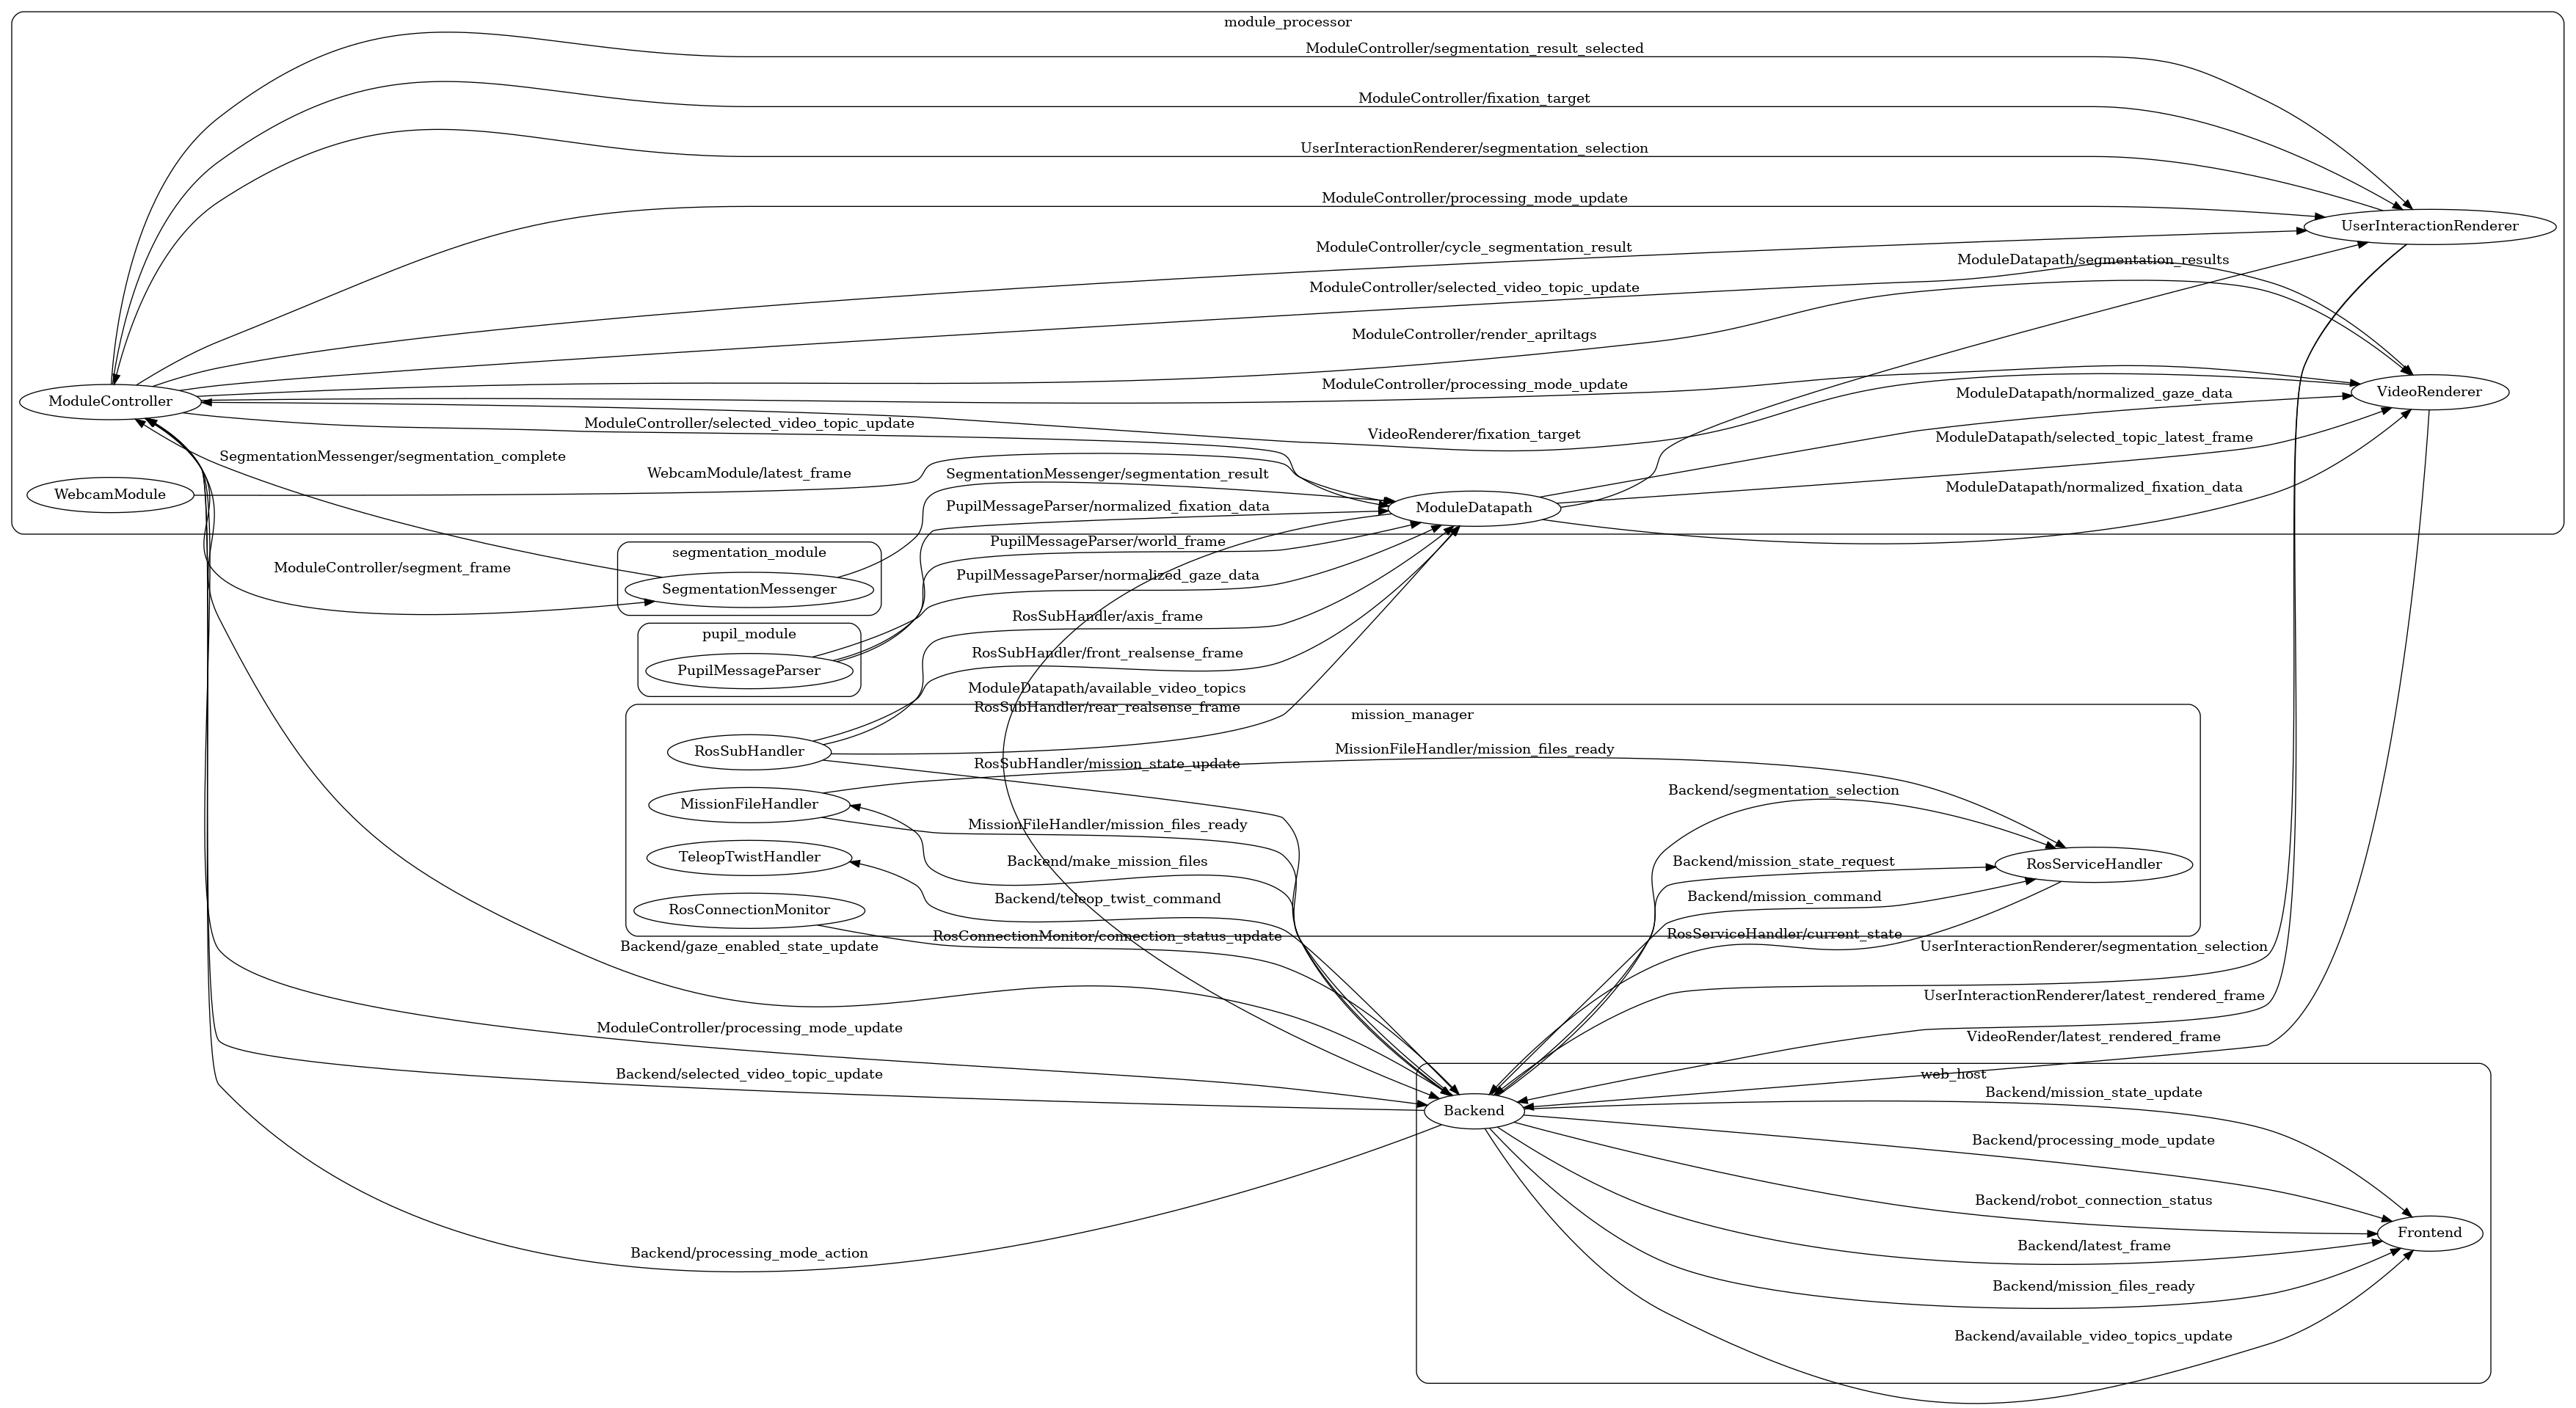 module_processor
ModuleController/segmentation_result_selected
ModuleController/fixation_target
UserInteractionRenderer/segmentation_selection
ModuleController/processing_mode_update
UserInteractionRenderer
ModuleController/cycle_segmentation_result
ModuleDatapath/segmentation_results
ModuleController/selected_video_topic_update
ModuleController/render_apriltags
ModuleController/processing_mode_update
VideoRenderer
ModuleDatapath/normalized_gaze_data
ModuleController
ModuleController/selected_video_topic_update
VideoRenderer/fixation_target
ModuleDatapath/selected_topic_latest_frame
SegmentationMessenger/segmentation_complete
WebcamModule/latest_frame
SegmentationMessenger/segmentation_result
ModuleDatapath/normalized_fixation_data
WebcamModule
PupilMessageParser/normalized_fixation_data
ModuleDatapath
PupilMessageParser/world_frame
segmentation_module
ModuleController/segment_frame
PupilMessageParser/normalized_gaze_data
SegmentationMessenger
RosSubHandler/axis_frame
pupil_module
RosSubHandler/front_realsense_frame
PupilMessageParser
ModuleDatapath/available_video_topics
RosSubHandler/rear_realsense_frame
mission_manager
RosSubHandler
MissionFileHandler/mission_files_ready
RosSubHandler/mission_state_update
Backend/segmentation_selection
MissionFileHandler
MissionFileHandler/mission_files_ready
TeleopTwistHandler
Backend/make_mission_files
Backend/mission_state_request
RosServiceHandler
Backend/teleop_twist_command
Backend/mission_command
RosConnectionMonitor
RosConnectionMonitor/connection_status_update
RosServiceHandler/current_state
Backend/gaze_enabled_state_update
UserInteractionRenderer/segmentation_selection
UserInteractionRenderer/latest_rendered_frame
ModuleController/processing_mode_update
VideoRender/latest_rendered_frame
Backend/selected_video_topic_update
web_host
Backend/mission_state_update
Backend
Backend/processing_mode_update
Backend/robot_connection_status
Frontend
Backend/latest_frame
Backend/processing_mode_action
Backend/mission_files_ready
Backend/available_video_topics_update